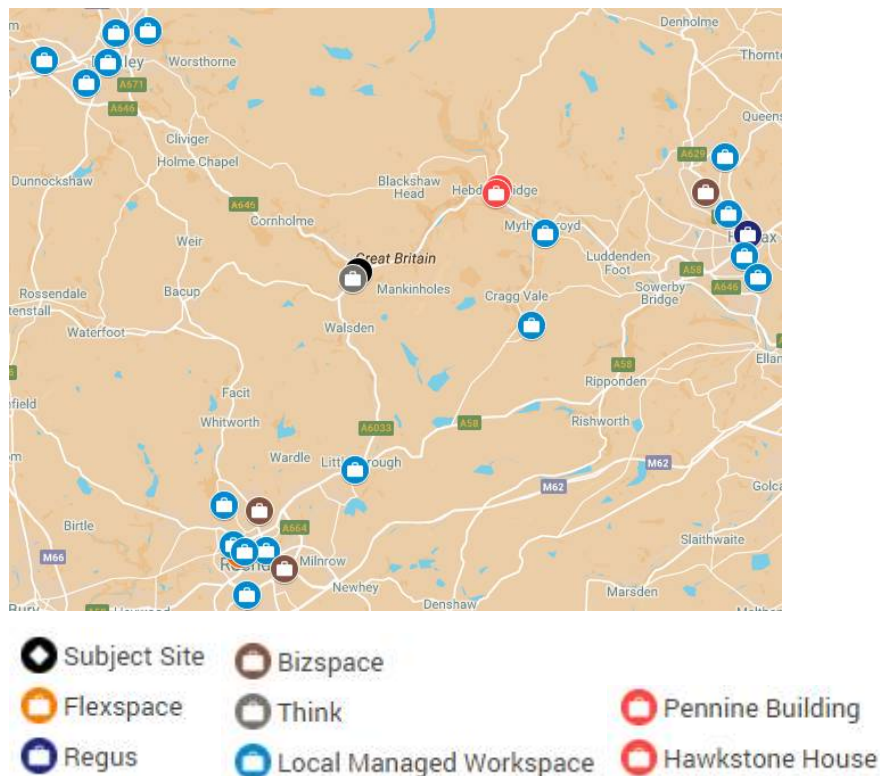 Denholme
Worsthorne
A671
A646
Cliviger
Holme Chapel
A629
Dunnockshaw
Blackshaw
Head
A646
Cornholme
Weir
Great Britain
Luddenden
Foot
Mankinholes
Cragg Vale
A58
Sowerby
Bridge
A646
Rossendale
Bacup
Waterfoot
Walsden
A58
Ripponden
Facit
Whitworth
A6033
A58
Rishworth
Wardle
M62
M62
Birtle
A664
Slaithwaite
M66
Milnrow
Newhey
Marsden
Denshaw
Subject Site
Bizspace
Flexspace
Think
Pennine Building
Regus
Local Managed Workspace
Hawkstone House